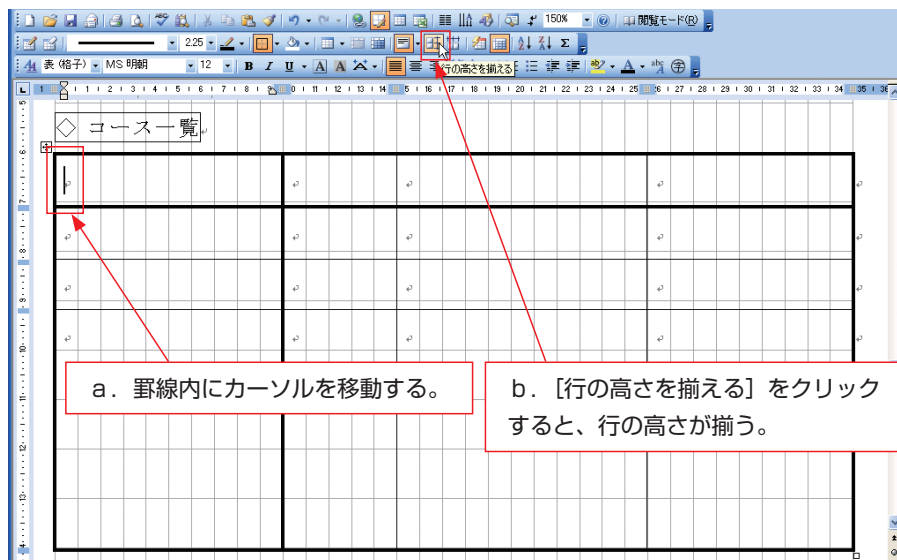 150%
閲覧モード(R)
2.25
表 (格子)
MS 明朝
12
B I U A A
行の高さを揃える
◇ コース一覧
a．罫線内にカーソルを移動する。
b．［行の高さを揃える］をクリック
すると、行の高さが揃う。